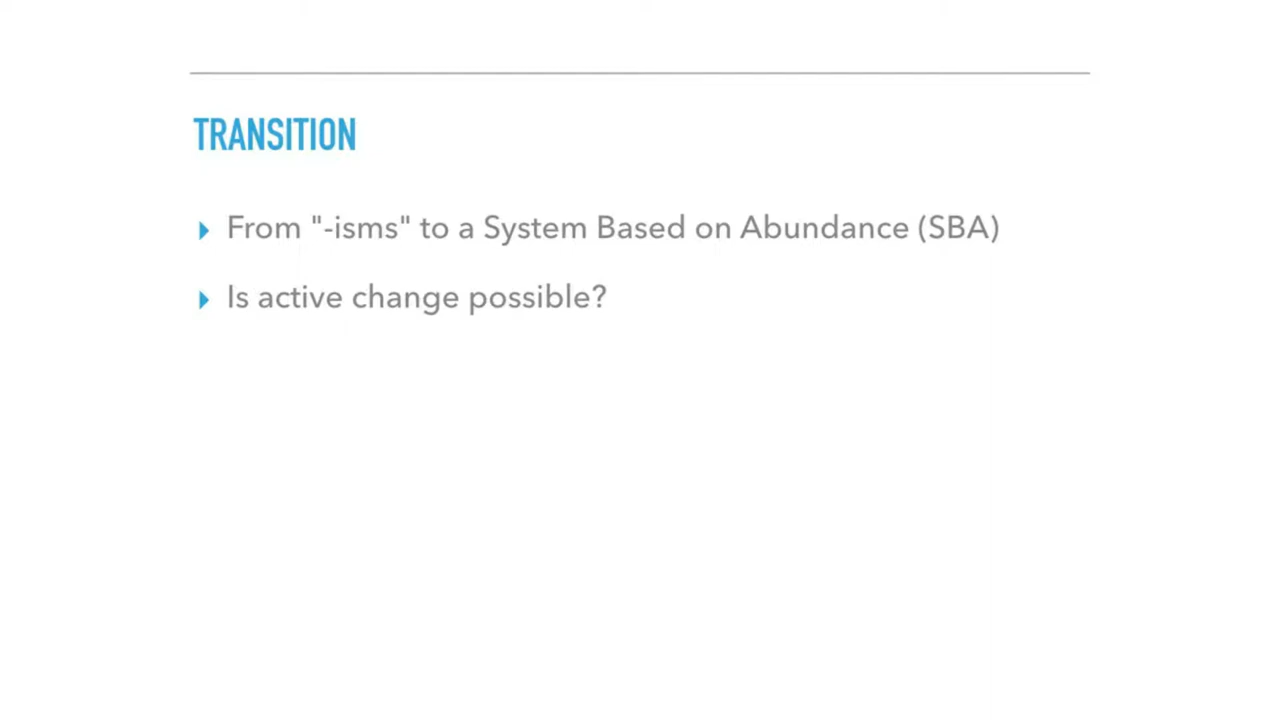 TRANSITION
From "-isms" to a System Based on Abundance (SBA)
Is active change possible?